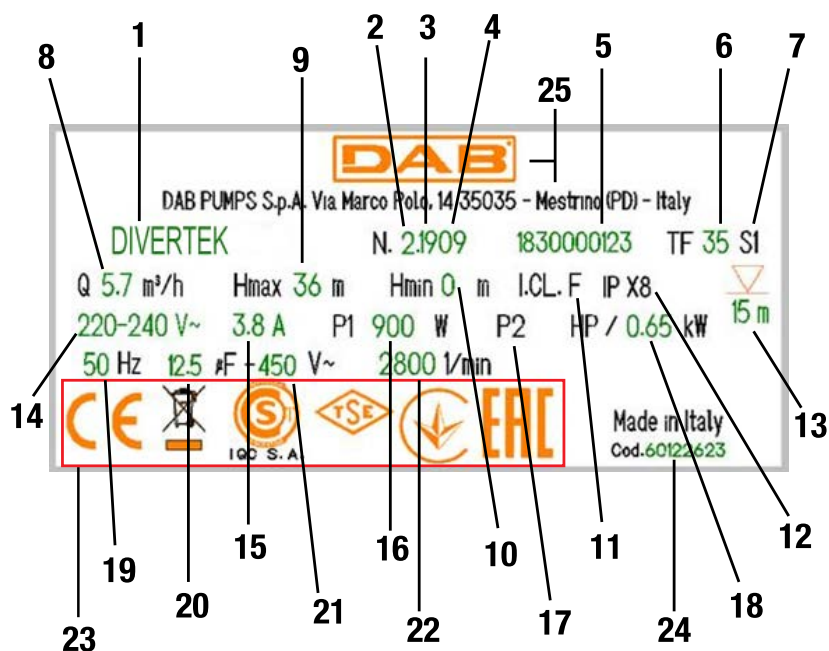 1 2 3 4 5 6 7
8 9 25
DAB
DAB PUMPS S.p.A. Via Marco Polo, 14 35035 - Mestrino (PD) - Italy
DIVERTEK N. 2.1909 1830000123 TF 35 S1
Q 5.7 m³/h Hmax 36 m Hmin 0 m I.CL. F IP X8
220-240 V~ 3.8 A P1 900 W P2 HP / 0.65 kW 15 m
50 Hz 12.5 µF - 450 V~ 2800 1/min
14 13
CE S TSE EAC
IQC S.A.
Made in Italy
Cod.60122623
19 20 15 21 16 22 10 17 11 18 12
23 24